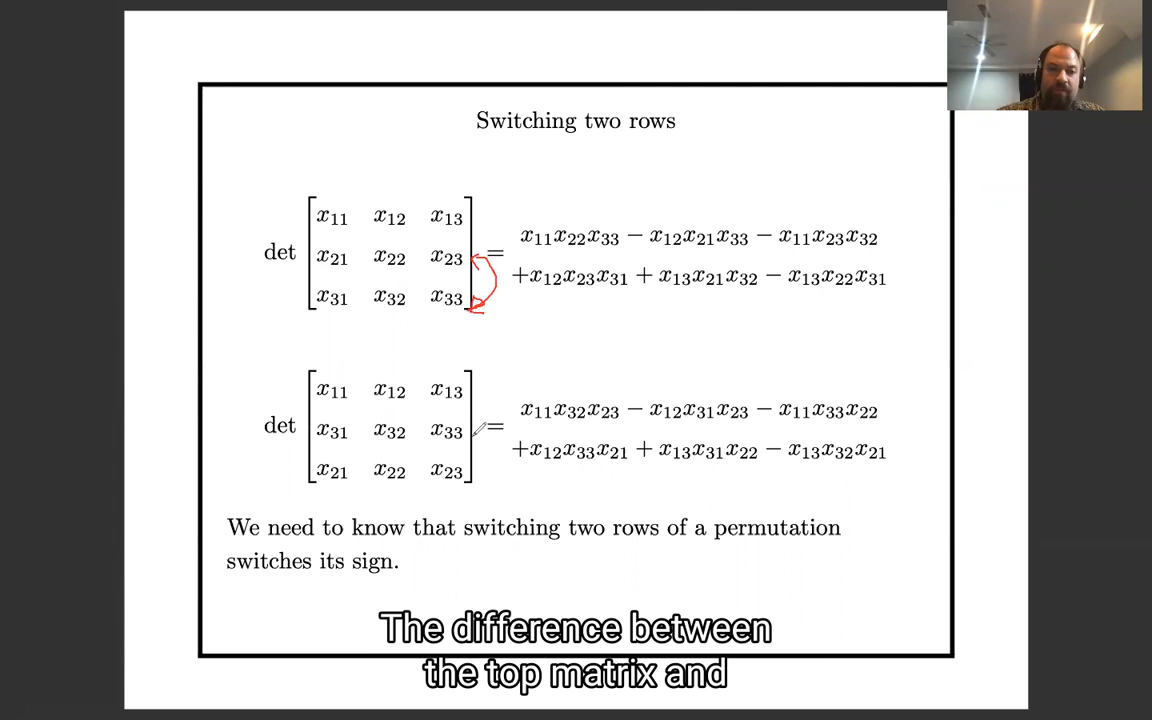 Switching two rows
det [x₁₁ x₁₂ x₁₃
x₂₁ x₂₂ x₂₃
x₃₁ x₃₂ x₃₃] = x₁₁x₂₂x₃₃ − x₁₂x₂₁x₃₃ − x₁₁x₂₃x₃₂
+x₁₂x₂₃x₃₁ + x₁₃x₂₁x₃₂ − x₁₃x₂₂x₃₁
det [x₁₁ x₁₂ x₁₃
x₃₁ x₃₂ x₃₃
x₂₁ x₂₂ x₂₃] = x₁₁x₃₂x₂₃ − x₁₂x₃₁x₂₃ − x₁₁x₃₃x₂₂
+x₁₂x₃₃x₂₁ + x₁₃x₃₁x₂₂ − x₁₃x₃₂x₂₁
We need to know that switching two rows of a permutation
switches its sign.
The difference between
the top matrix and